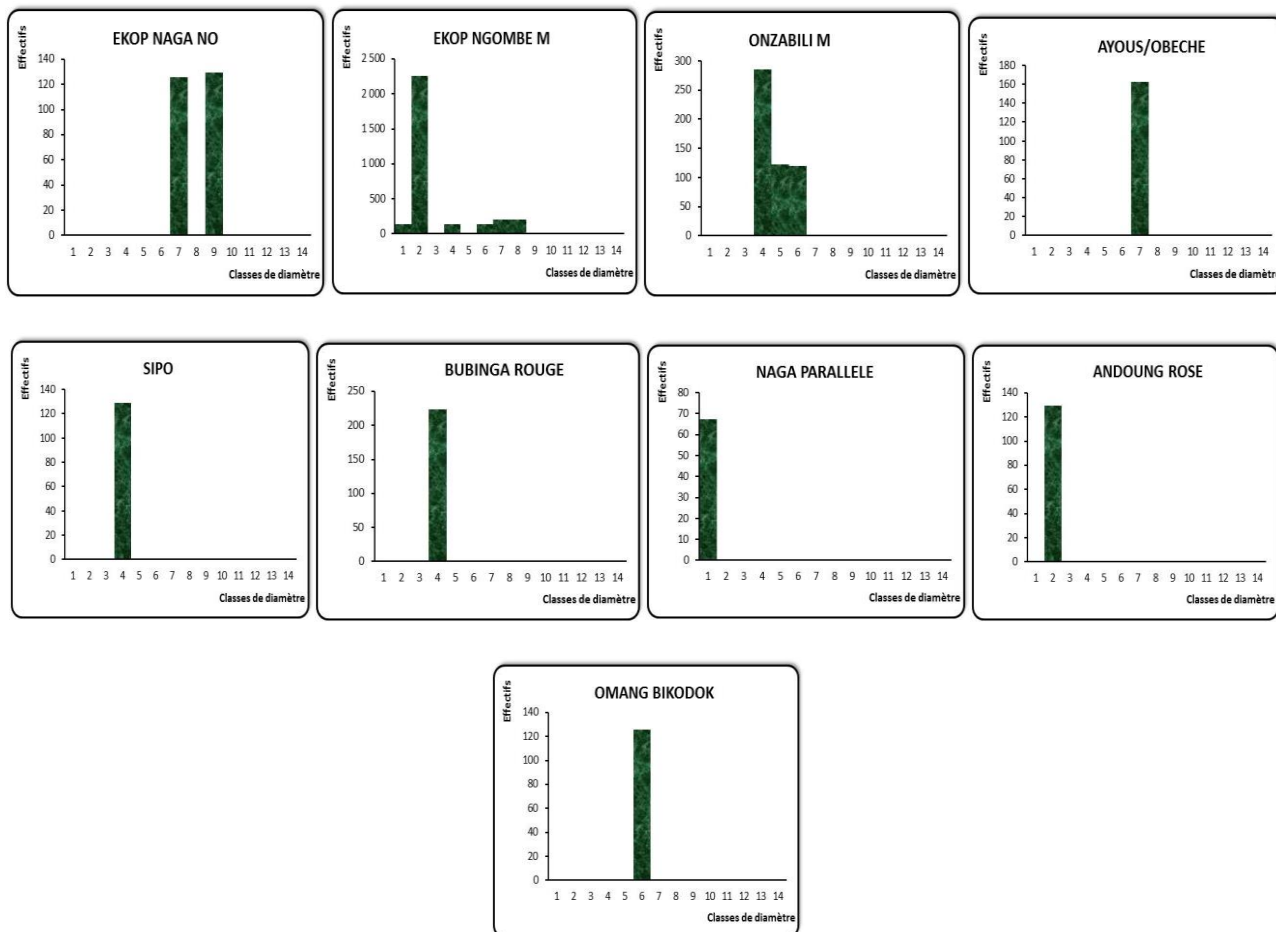 EKOP NAGA NO
Effectifs
140
120
100
80
60
40
20
0
1 2 3 4 5 6 7 8 9 10 11 12 13 14
Classes de diamètre
EKOP NGOMBE M
Effectifs
2 500
2 000
1 500
1 000
500
0
1 2 3 4 5 6 7 8 9 10 11 12 13 14
Classes de diamètre
ONZABILI M
Effectifs
300
250
200
150
100
50
0
1 2 3 4 5 6 7 8 9 10 11 12 13 14
Classes de diamètre
AYOUS/OBECHE
Effectifs
180
160
140
120
100
80
60
40
20
0
1 2 3 4 5 6 7 8 9 10 11 12 13 14
Classes de diamètre
SIPO
Effectifs
140
120
100
80
60
40
20
0
1 2 3 4 5 6 7 8 9 10 11 12 13 14
Classes de diamètre
BUBINGA ROUGE
Effectifs
250
200
150
100
50
0
1 2 3 4 5 6 7 8 9 10 11 12 13 14
Classes de diamètre
NAGA PARALLELE
Effectifs
80
70
60
50
40
30
20
10
0
1 2 3 4 5 6 7 8 9 10 11 12 13 14
Classes de diamètre
ANDOUNG ROSE
Effectifs
140
120
100
80
60
40
20
0
1 2 3 4 5 6 7 8 9 10 11 12 13 14
Classes de diamètre
OMANG BIKODOK
Effectifs
140
120
100
80
60
40
20
0
1 2 3 4 5 6 7 8 9 10 11 12 13 14
Classes de diamètre